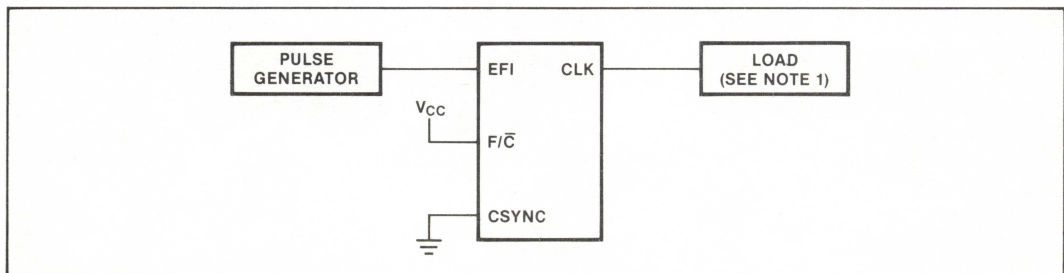 PULSE
GENERATOR
EFI
CLK
LOAD
(SEE NOTE 1)
VCC
F/C̅
CSYNC